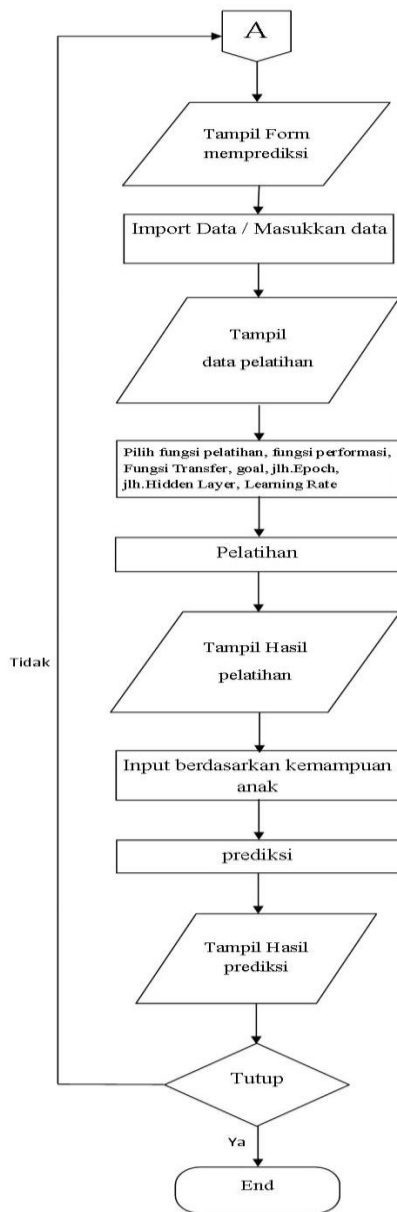 A
Tampil Form
memprediksi
Import Data / Masukkan data
Tampil
data pelatihan
Pilih fungsi pelatihan, fungsi performasi,
Fungsi Transfer, goal, jlh.Epoch,
jlh.Hidden Layer, Learning Rate
Pelatihan
Tampil Hasil
pelatihan
Tidak
Input berdasarkan kemampuan
anak
prediksi
Tampil Hasil
prediksi
Tutup
Ya
End